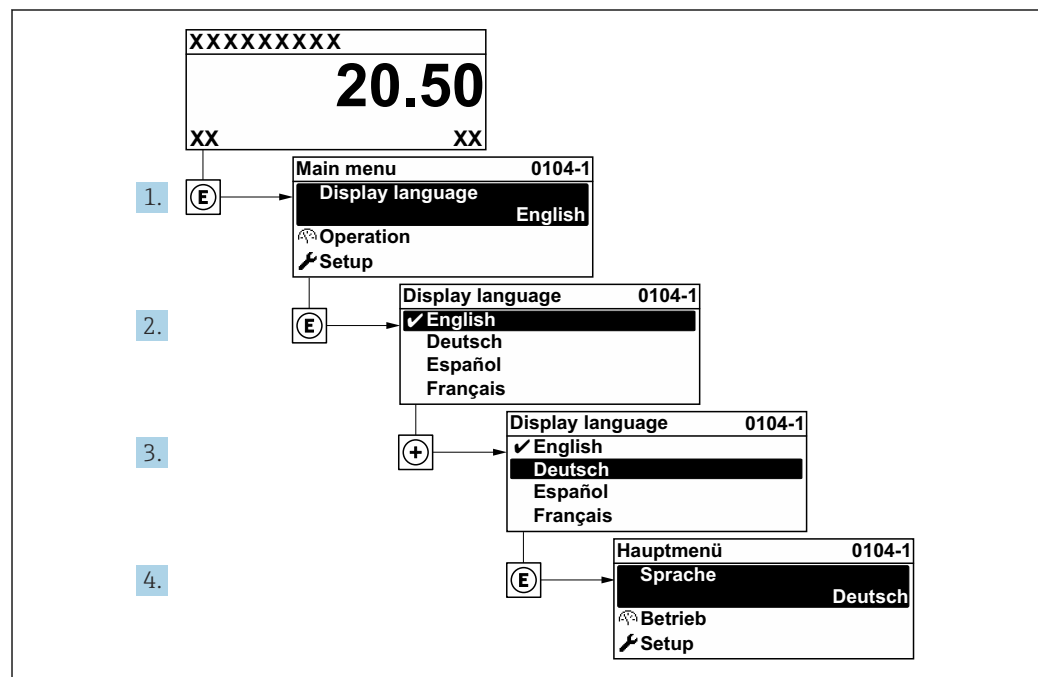 XXXXXXXXX
20.50
XX XX
1. E
Main menu 0104-1
Display language
English
Operation
Setup
2. E
Display language 0104-1
✔English
Deutsch
Español
Français
3. +
Display language 0104-1
✔English
Deutsch
Español
Français
4. E
Hauptmenü 0104-1
Sprache
Deutsch
Betrieb
Setup